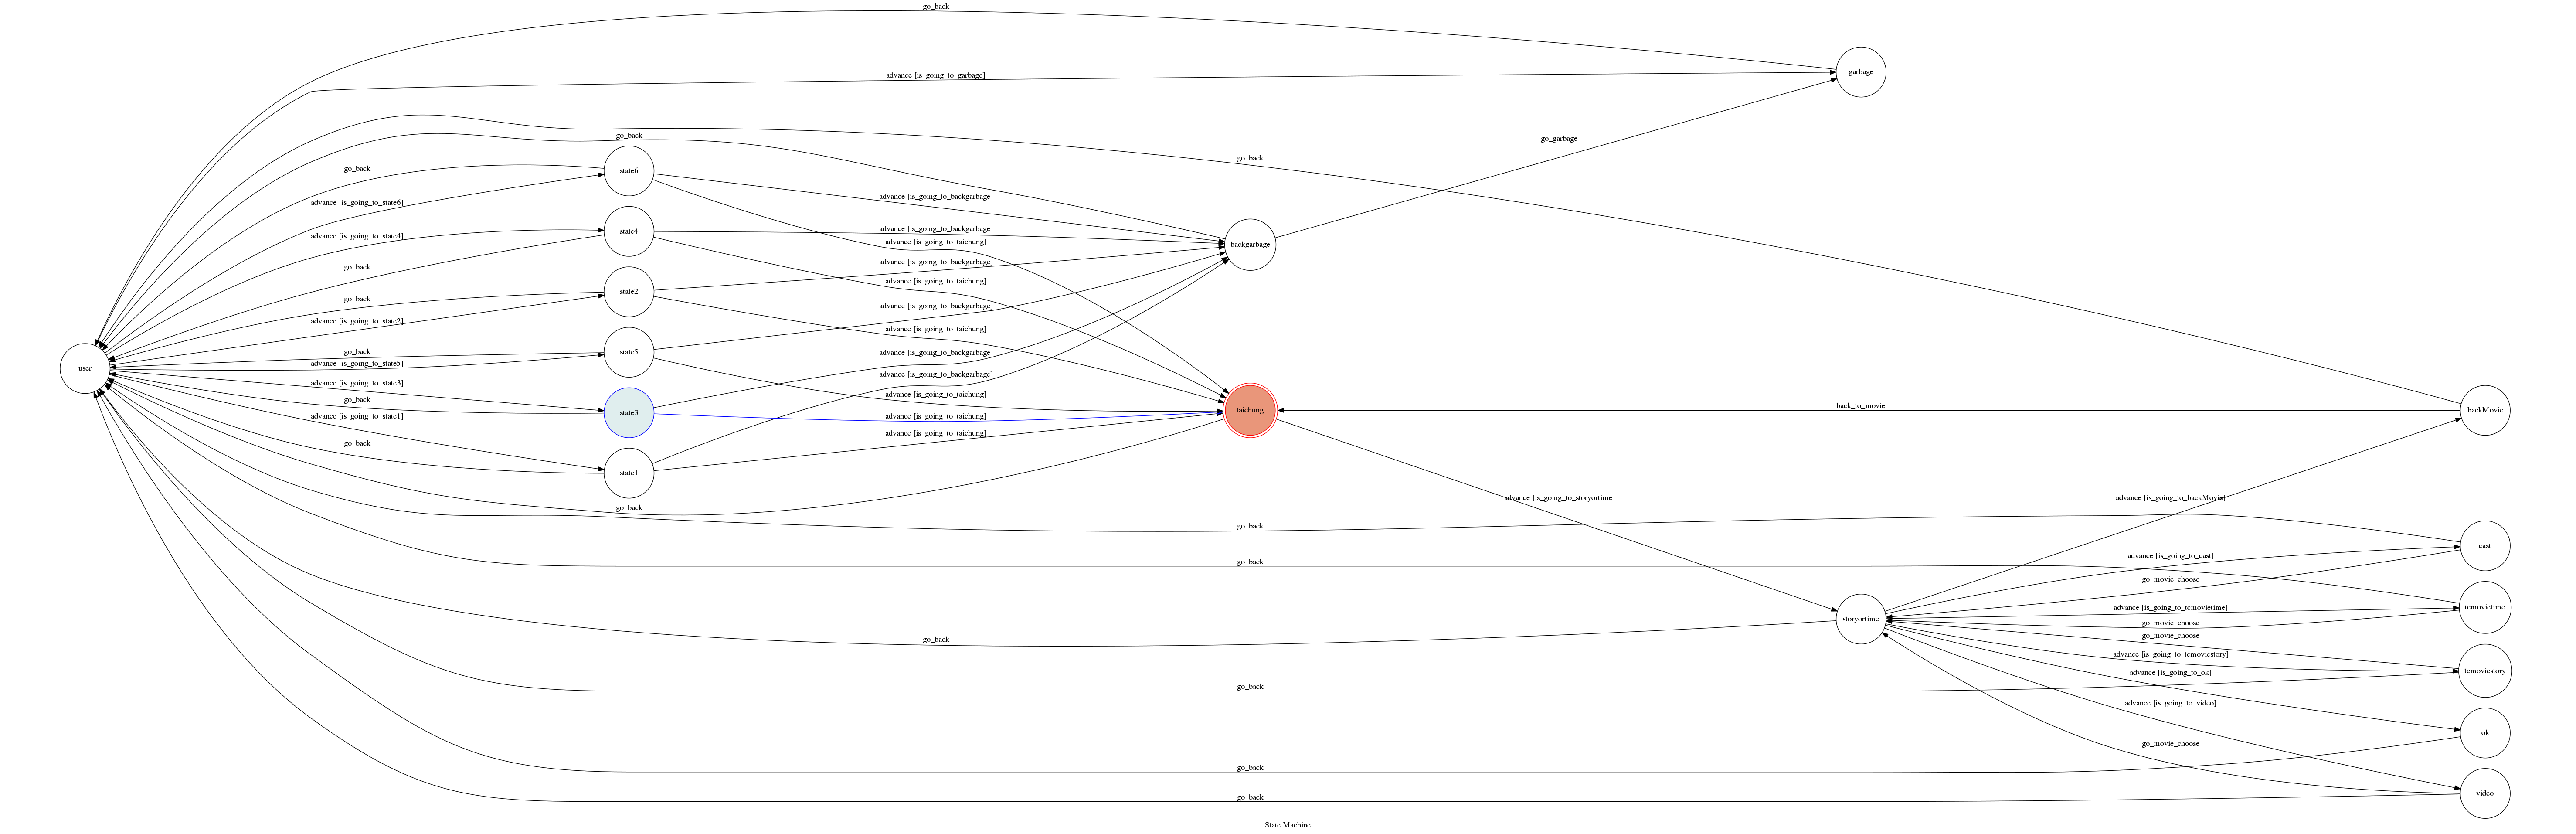 go_back
garbage
advance [is_going_to_garbage]
go_back
go_garbage
go_back
go_back
state6
advance [is_going_to_backgarbage]
advance [is_going_to_state6]
advance [is_going_to_backgarbage]
state4
advance [is_going_to_state4]
advance [is_going_to_taichung]
backgarbage
advance [is_going_to_backgarbage]
go_back
advance [is_going_to_taichung]
state2
go_back
advance [is_going_to_backgarbage]
advance [is_going_to_state2]
advance [is_going_to_taichung]
go_back
state5
advance [is_going_to_backgarbage]
advance [is_going_to_state5]
user
advance [is_going_to_backgarbage]
advance [is_going_to_state3]
advance [is_going_to_taichung]
go_back
back_to_movie
state3
taichung
backMovie
advance [is_going_to_state1]
advance [is_going_to_taichung]
advance [is_going_to_taichung]
go_back
state1
advance [is_going_to_storyortime]
advance [is_going_to_backMovie]
go_back
go_back
cast
advance [is_going_to_cast]
go_back
go_movie_choose
advance [is_going_to_tcmovietime]
tcmovietime
storyortime
go_movie_choose
go_movie_choose
go_back
advance [is_going_to_tcmoviestory]
tcmoviestory
advance [is_going_to_ok]
go_back
advance [is_going_to_video]
ok
go_movie_choose
go_back
video
go_back
State Machine